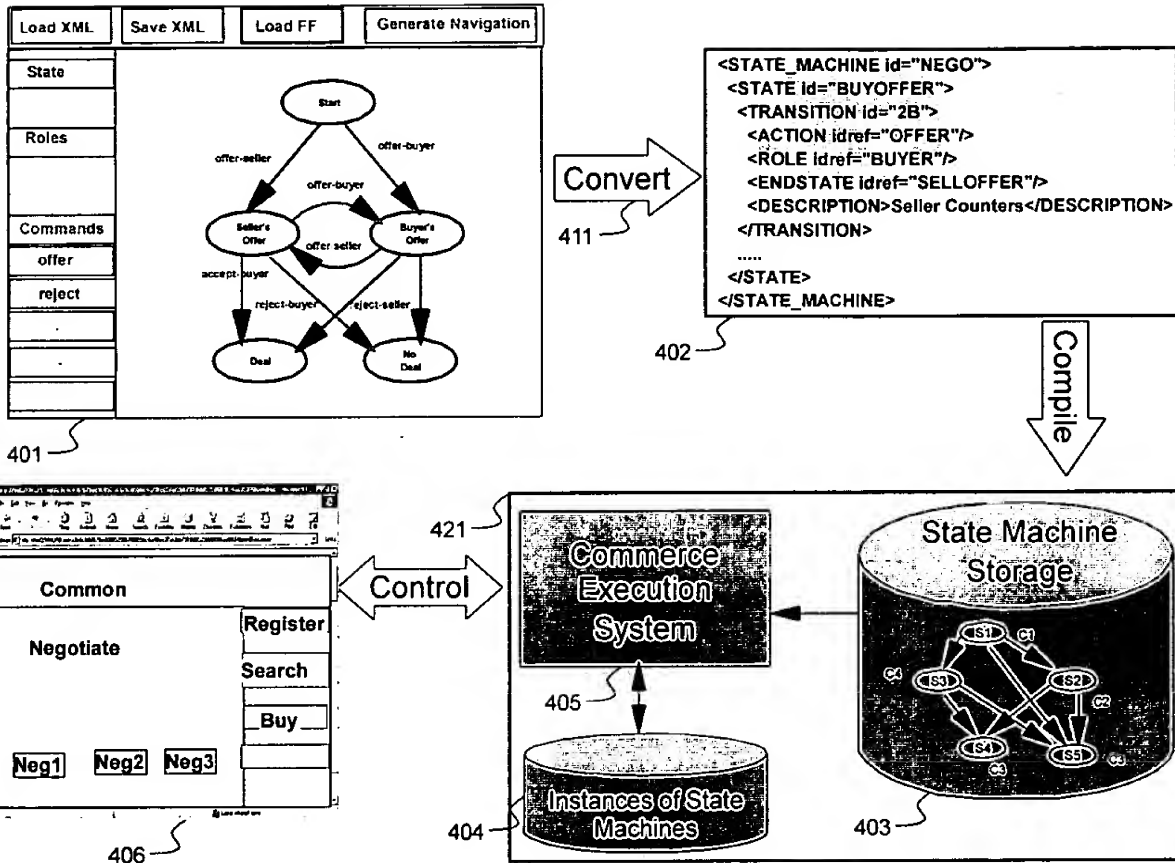 Load XML
Save XML
Load FF
Generate Navigation
State
Roles
Commands
offer
reject
-
-
Start
offer-seller
offer-buyer
offer-buyer
Seller's
Offer
Buyer's
Offer
offer seller
accept-buyer
reject-buyer
reject-seller
Deal
No
Deal
401
Convert
411
<STATE_MACHINE id="NEGO">
<STATE id="BUYOFFER">
<TRANSITION id="2B">
<ACTION idref="OFFER"/>
<ROLE idref="BUYER"/>
<ENDSTATE idref="SELLOFFER"/>
<DESCRIPTION>Seller Counters</DESCRIPTION>
</TRANSITION>
.....
</STATE>
</STATE_MACHINE>
402
Compile
Common
Negotiate
Register
Search
Buy
Neg1
Neg2
Neg3
406
Control
421
Commerce
Execution
System
405
Instances of State
Machines
404
State Machine
Storage
S1
C1
C4
S3
S2
C2
S4
S5
403